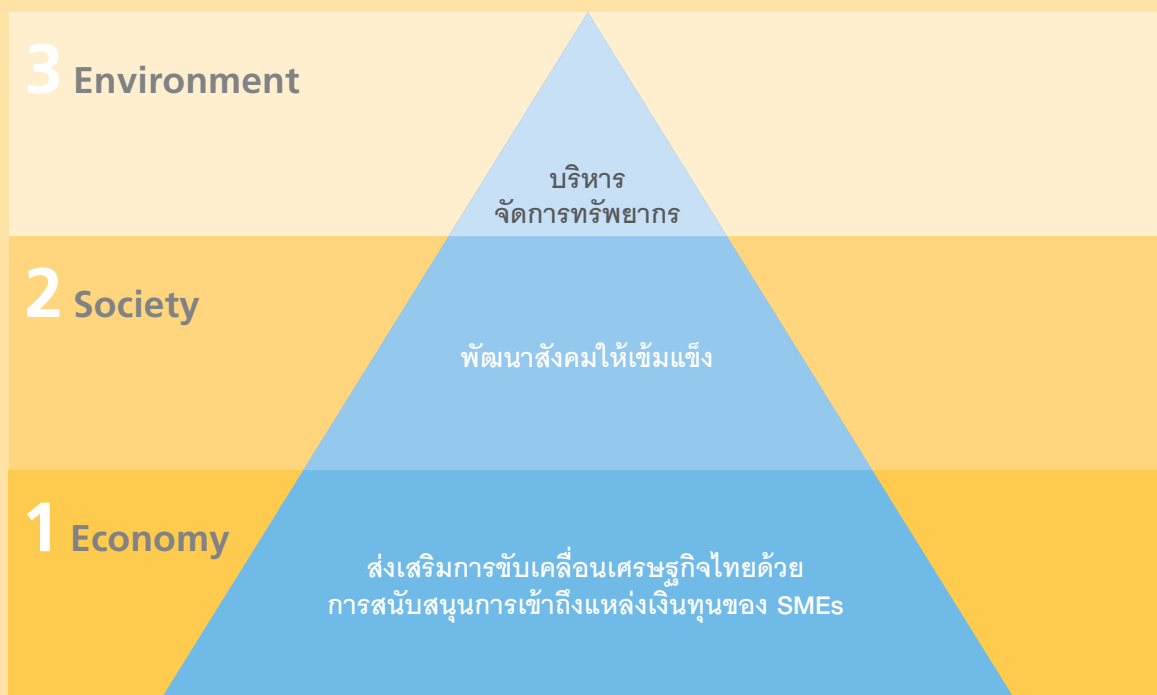 3 Environment
บริหาร
จัดการทรัพยากร
2 Society
พัฒนาสังคมให้เข้มแข็ง
1 Economy
ส่งเสริมการขับเคลื่อนเศรษฐกิจไทยด้วย
การสนับสนุนการเข้าถึงแหล่งเงินทุนของ SMEs